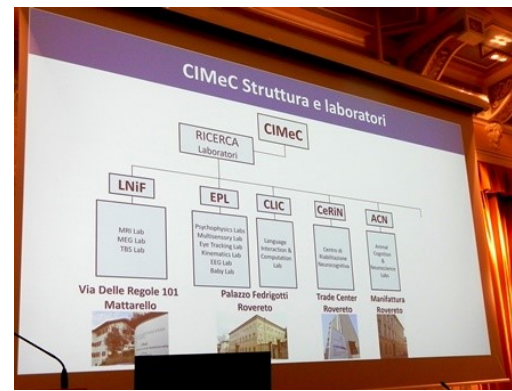 CIMeC Struttura e laboratori
CIMeC
RICERCA
Laboratori
LNiF
MRI Lab
MEG Lab
TBS Lab
EPL
Psychophysics Labs
Multisensory Lab
Eye Tracking Lab
Kinematics Lab
EEG Lab
Baby Lab
CLIC
Language
Interaction &
Computation
Lab
CeRiN
Centro di
Riabilitazione
Neurocognitiva
ACN
Animal
Cognition
&
Neuroscience
Labs
Via Delle Regole 101
Mattarello
Palazzo Fedrigotti
Rovereto
Trade Center
Rovereto
Manifattura
Rovereto